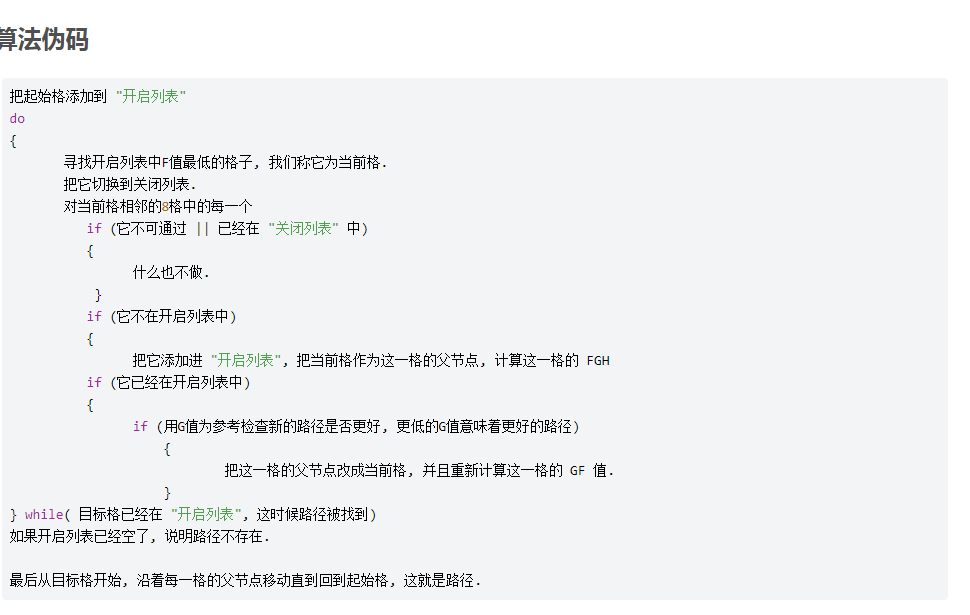 算法伪码
把起始格添加到 "开启列表"
do
{
寻找开启列表中F值最低的格子, 我们称它为当前格.
把它切换到关闭列表.
对当前格相邻的8格中的每一个
if (它不可通过 || 已经在 "关闭列表" 中)
{
什么也不做.
}
if (它不在开启列表中)
{
把它添加进 "开启列表", 把当前格作为这一格的父节点, 计算这一格的 FGH
if (它已经在开启列表中)
{
if (用G值为参考检查新的路径是否更好, 更低的G值意味着更好的路径)
{
把这一格的父节点改成当前格, 并且重新计算这一格的 GF 值.
}
} while( 目标格已经在 "开启列表", 这时候路径被找到)
如果开启列表已经空了, 说明路径不存在.
最后从目标格开始, 沿着每一格的父节点移动直到回到起始格, 这就是路径.